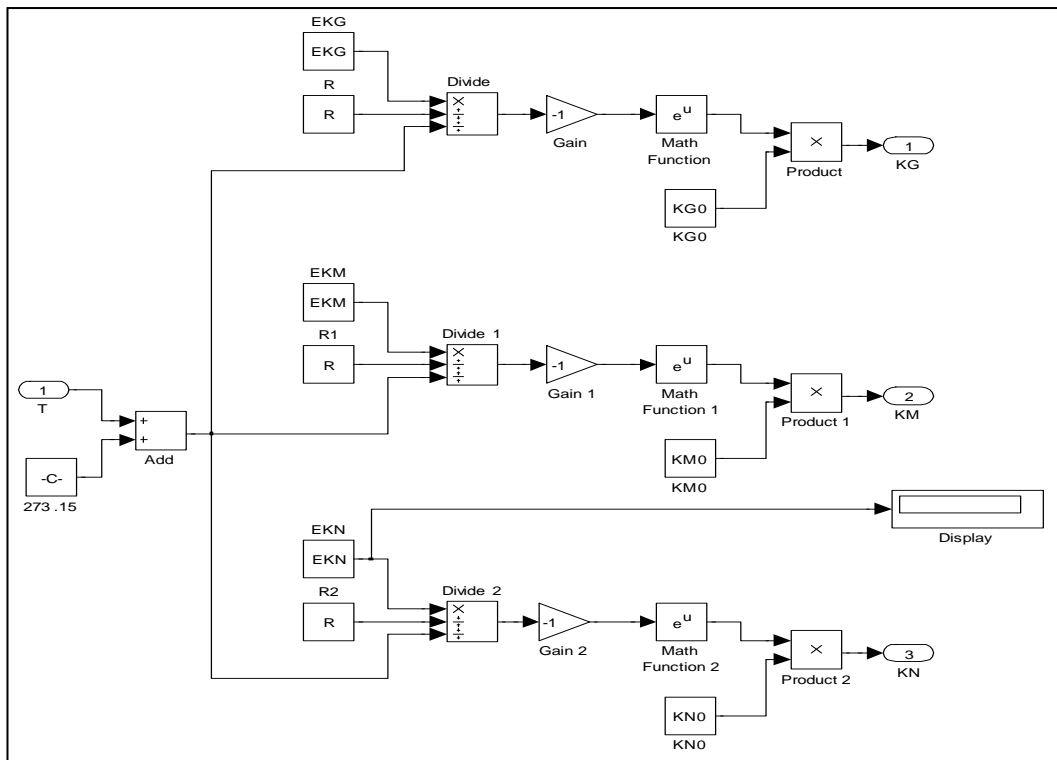 EKG
EKG
R
R
Divide
×
÷
÷
-1
Gain
e^u
Math
Function
×
Product
1
KG
KG0
KG0
EKM
EKM
R1
R
Divide 1
×
÷
÷
-1
Gain 1
e^u
Math
Function 1
×
Product 1
2
KM
KM0
KM0
1
T
+
+
Add
-C-
273 .15
EKN
EKN
Display
R2
R
Divide 2
×
÷
÷
-1
Gain 2
e^u
Math
Function 2
×
Product 2
3
KN
KN0
KN0